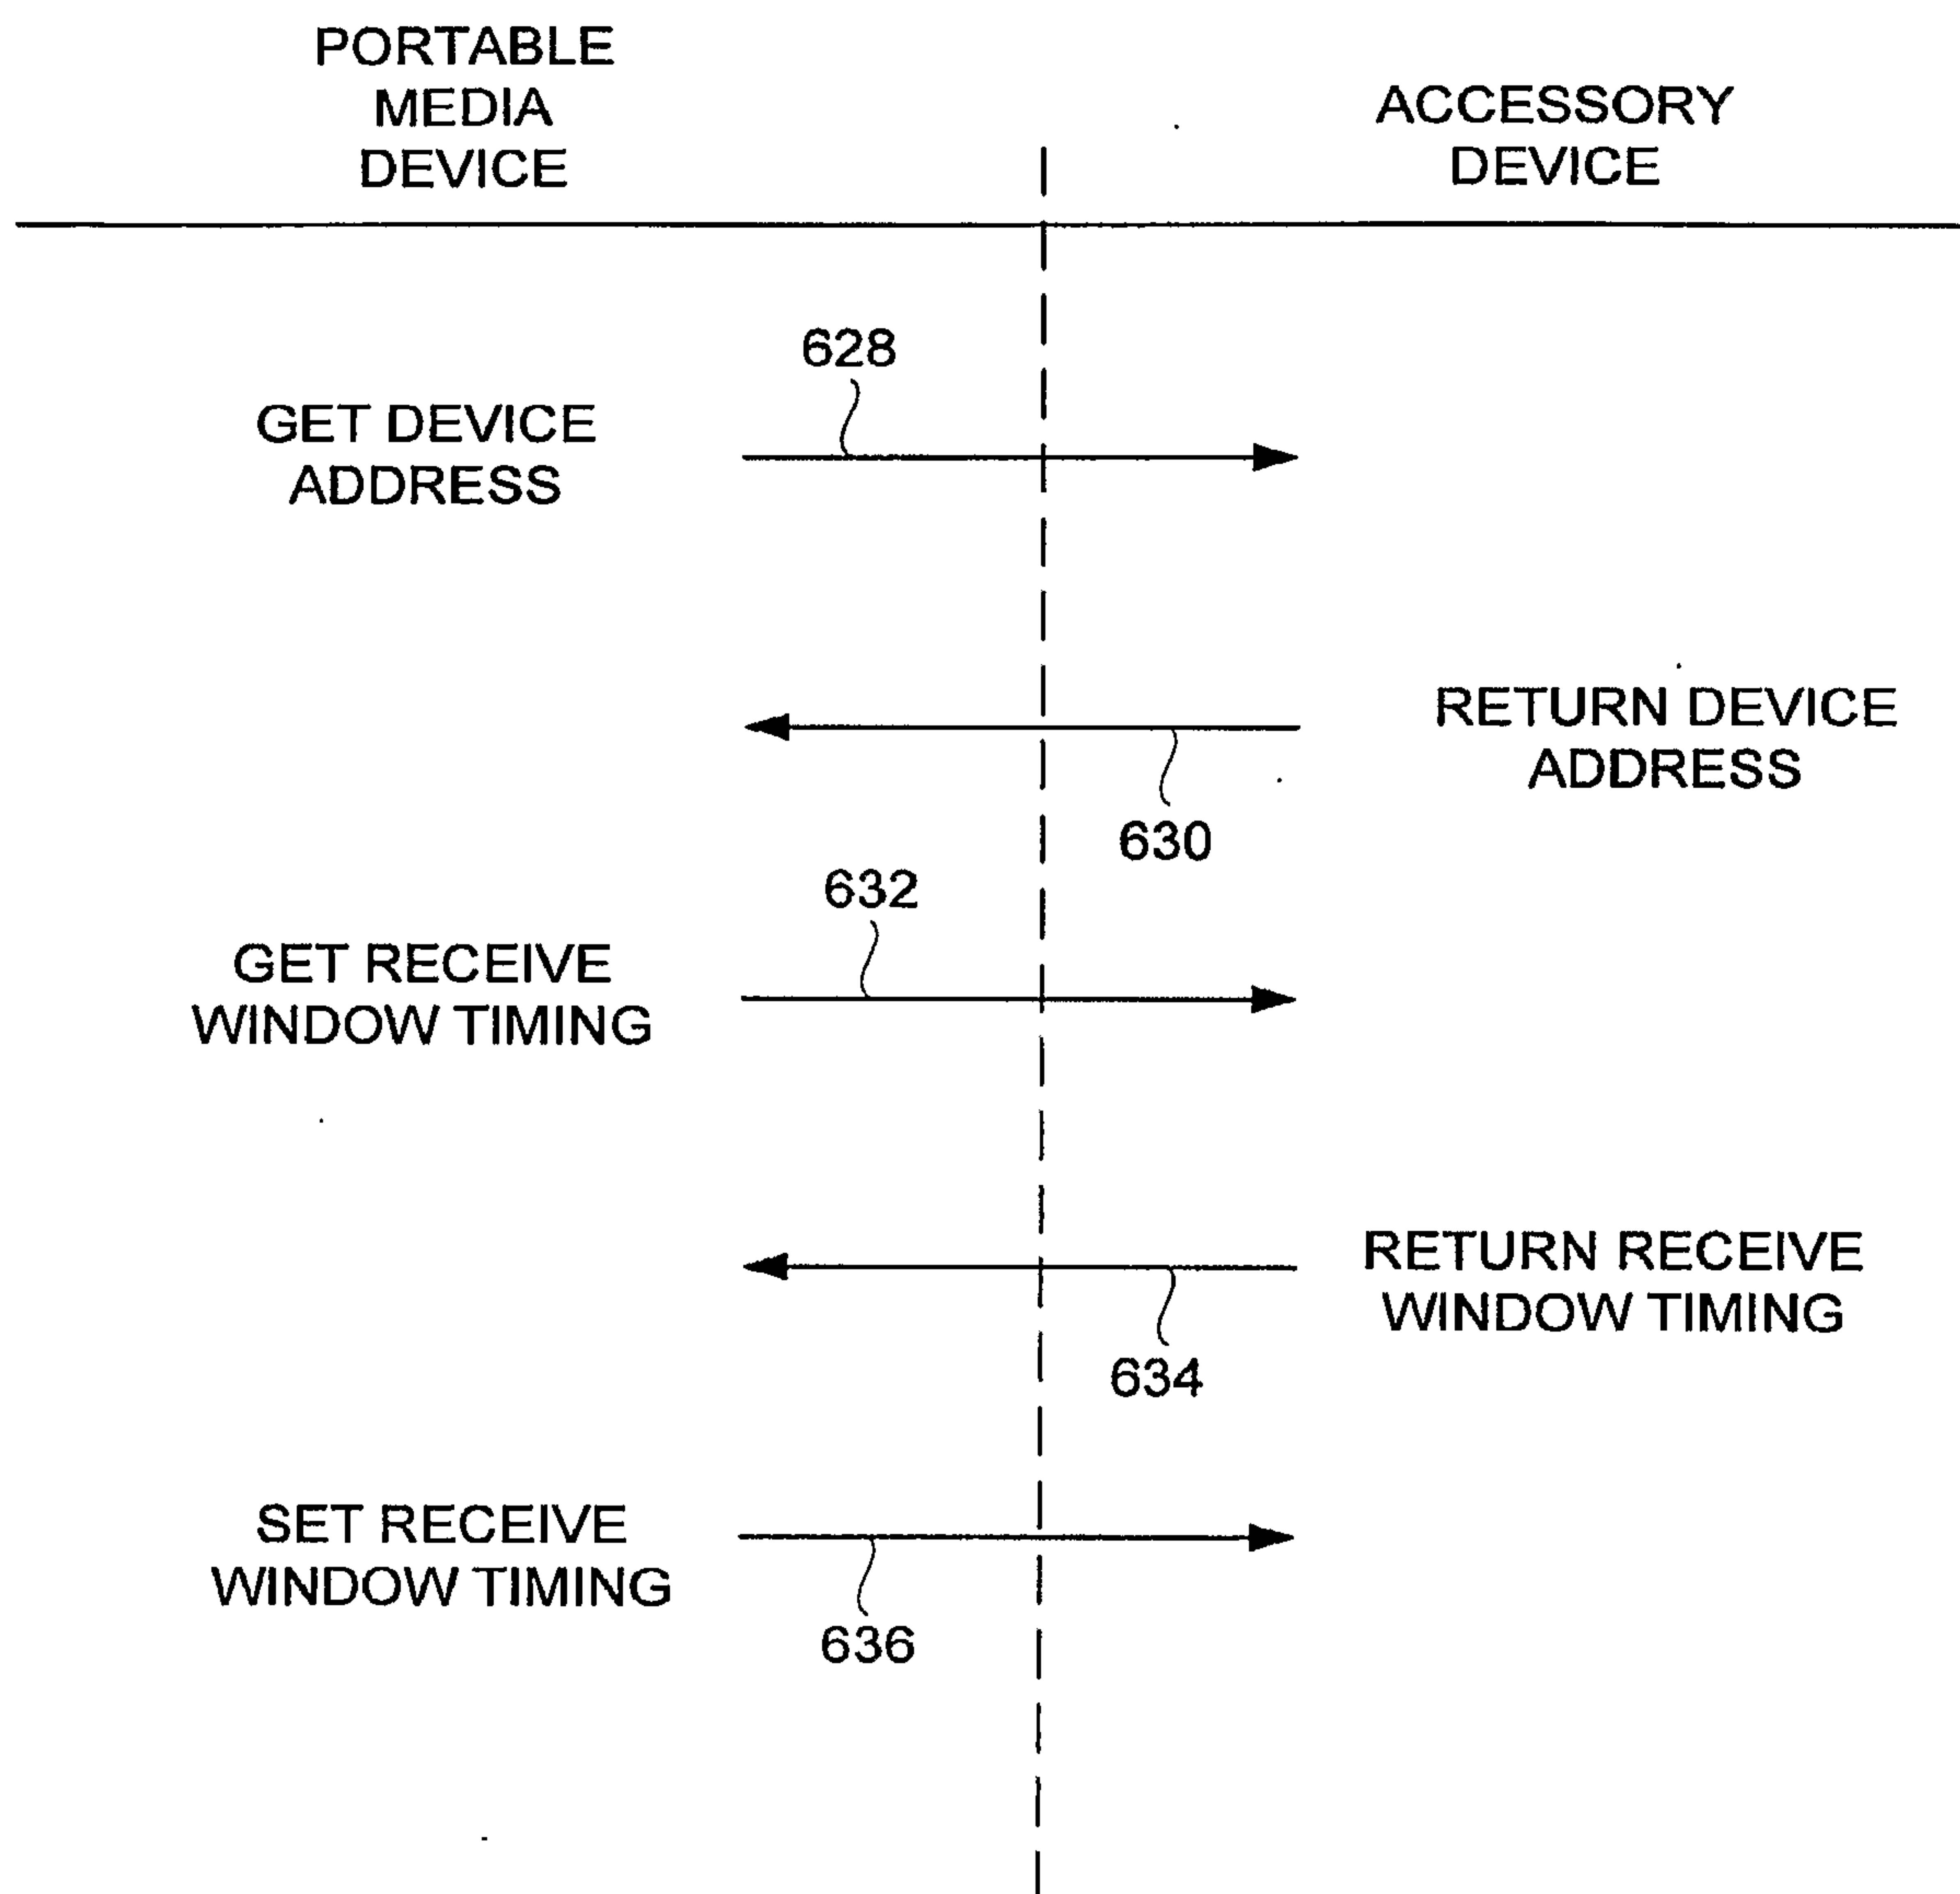 PORTABLE
MEDIA
DEVICE
ACCESSORY
DEVICE
628
GET DEVICE
ADDRESS
RETURN DEVICE
ADDRESS
630
632
GET RECEIVE
WINDOW TIMING
RETURN RECEIVE
WINDOW TIMING
634
SET RECEIVE
WINDOW TIMING
636